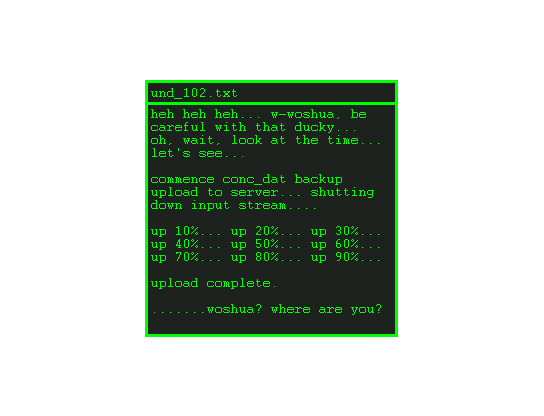 und_102.txt
heh heh heh... w-woshua, be
careful with that ducky...
oh, wait, look at the time...
let's see...
commence conc_dat backup
upload to server... shutting
down input stream....
up 10%... up 20%... up 30%...
up 40%... up 50%... up 60%...
up 70%... up 80%... up 90%...
upload complete.
.......woshua? where are you?